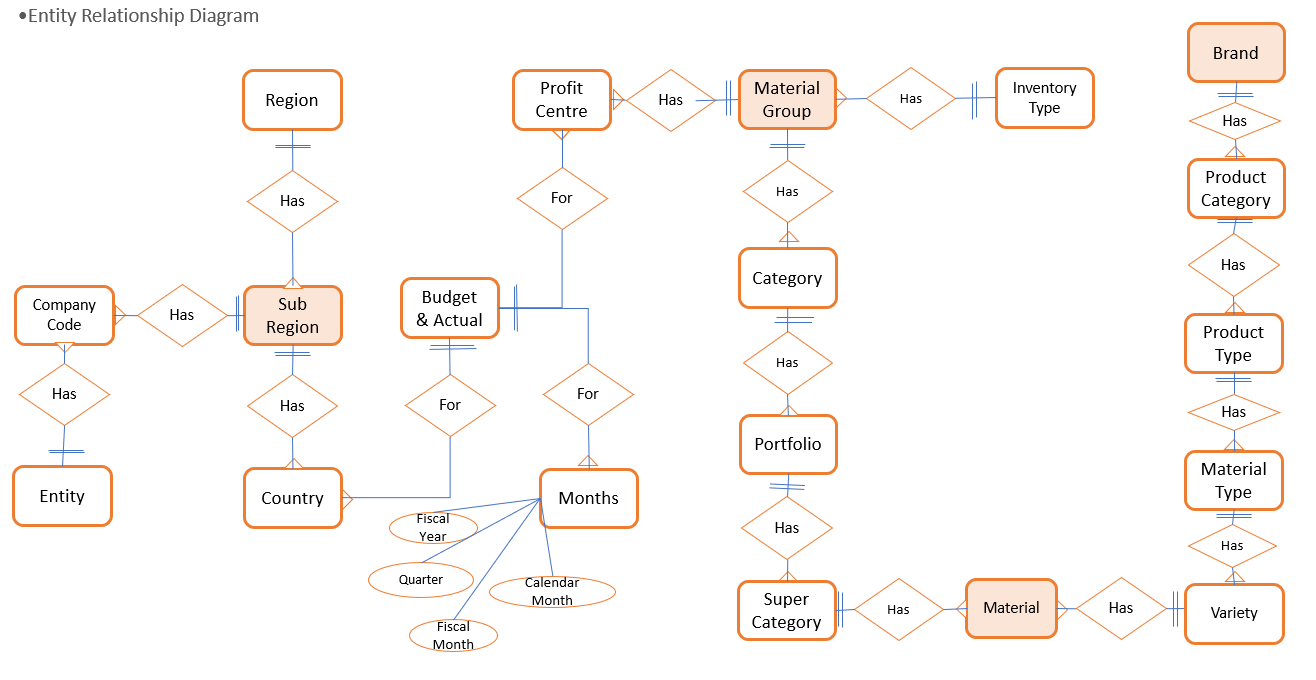 •Entity Relationship Diagram
Brand
Region
Profit
Centre
Has
Material
Group
Has
Inventory
Type
Has
Product
Category
Has
For
Has
Has
Category
Company
Code
Has
Sub
Region
Budget
& Actual
Product
Type
Has
Has
Has
For
For
Has
Has
Entity
Country
Months
Portfolio
Material
Type
Fiscal
Year
Quarter
Calendar
Month
Fiscal
Month
Has
Has
Super
Category
Has
Material
Has
Variety